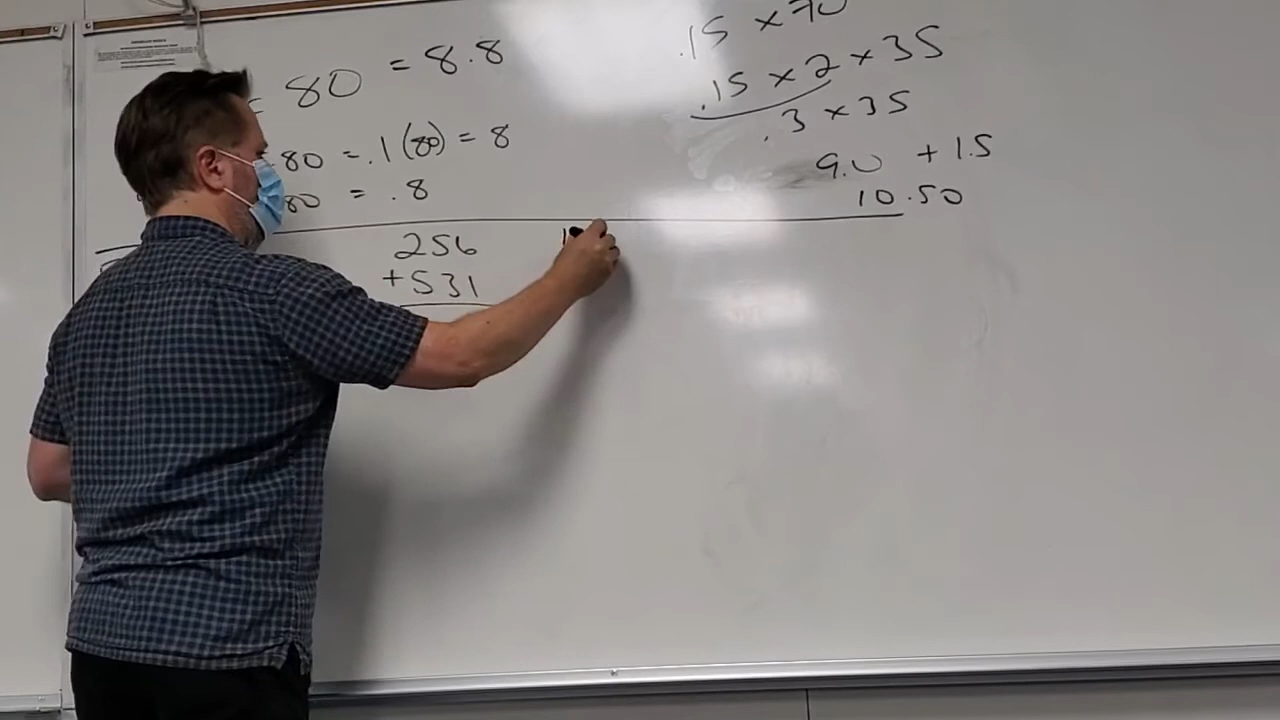 80 = 8.8
80 = .1 (80) = 8
80 = .8
.15 x 70
.15 x 2 x 35
.3 x 35
9.0 + 1.5
10.50
256
+531